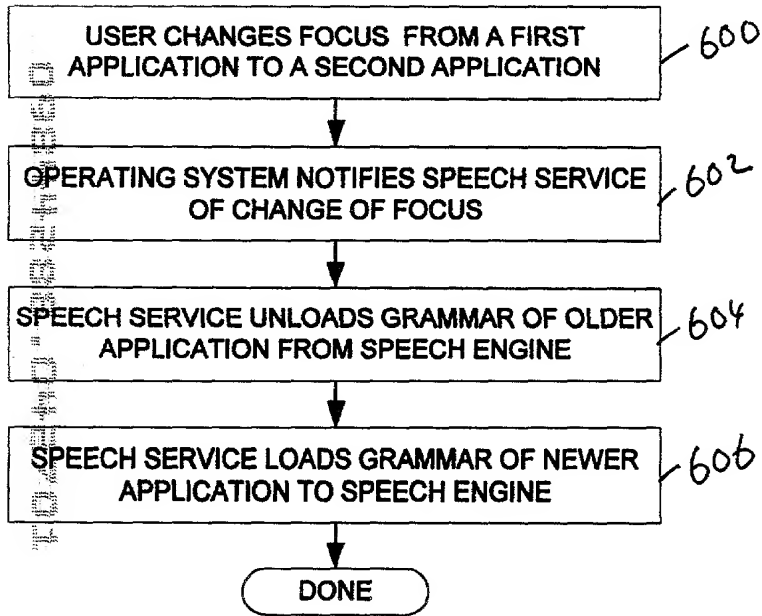 USER CHANGES FOCUS FROM A FIRST
APPLICATION TO A SECOND APPLICATION
600
OPERATING SYSTEM NOTIFIES SPEECH SERVICE
OF CHANGE OF FOCUS
602
SPEECH SERVICE UNLOADS GRAMMAR OF OLDER
APPLICATION FROM SPEECH ENGINE
604
SPEECH SERVICE LOADS GRAMMAR OF NEWER
APPLICATION TO SPEECH ENGINE
606
DONE